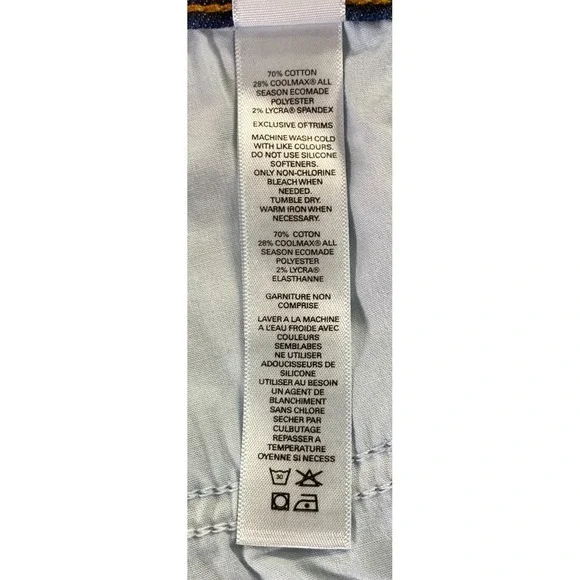 70% COTTON
28% COOLMAX® ALL
SEASON ECOMADE
POLYESTER
2% LYCRA® SPANDEX
EXCLUSIVE OF TRIMS
MACHINE WASH COLD
WITH LIKE COLOURS.
DO NOT USE SILICONE
SOFTENERS.
ONLY NON-CHLORINE
BLEACH WHEN
NEEDED.
TUMBLE DRY.
WARM IRON WHEN
NECESSARY.
70% COTON
28% COOLMAX® ALL
SEASON ECOMADE
POLYESTER
2% LYCRA®
ELASTHANNE
GARNITURE NON
COMPRISE
LAVER A LA MACHINE
A L'EAU FROIDE AVEC
COULEURS
SEMBLABES
NE UTILISER
ADOUCISSEURS DE
SILICONE
UTILISER AU BESOIN
UN AGENT DE
BLANCHIMENT
SANS CHLORE
SECHER PAR
CULBUTAGE
REPASSER A
TEMPERATURE
OYENNE SI NECESS
30